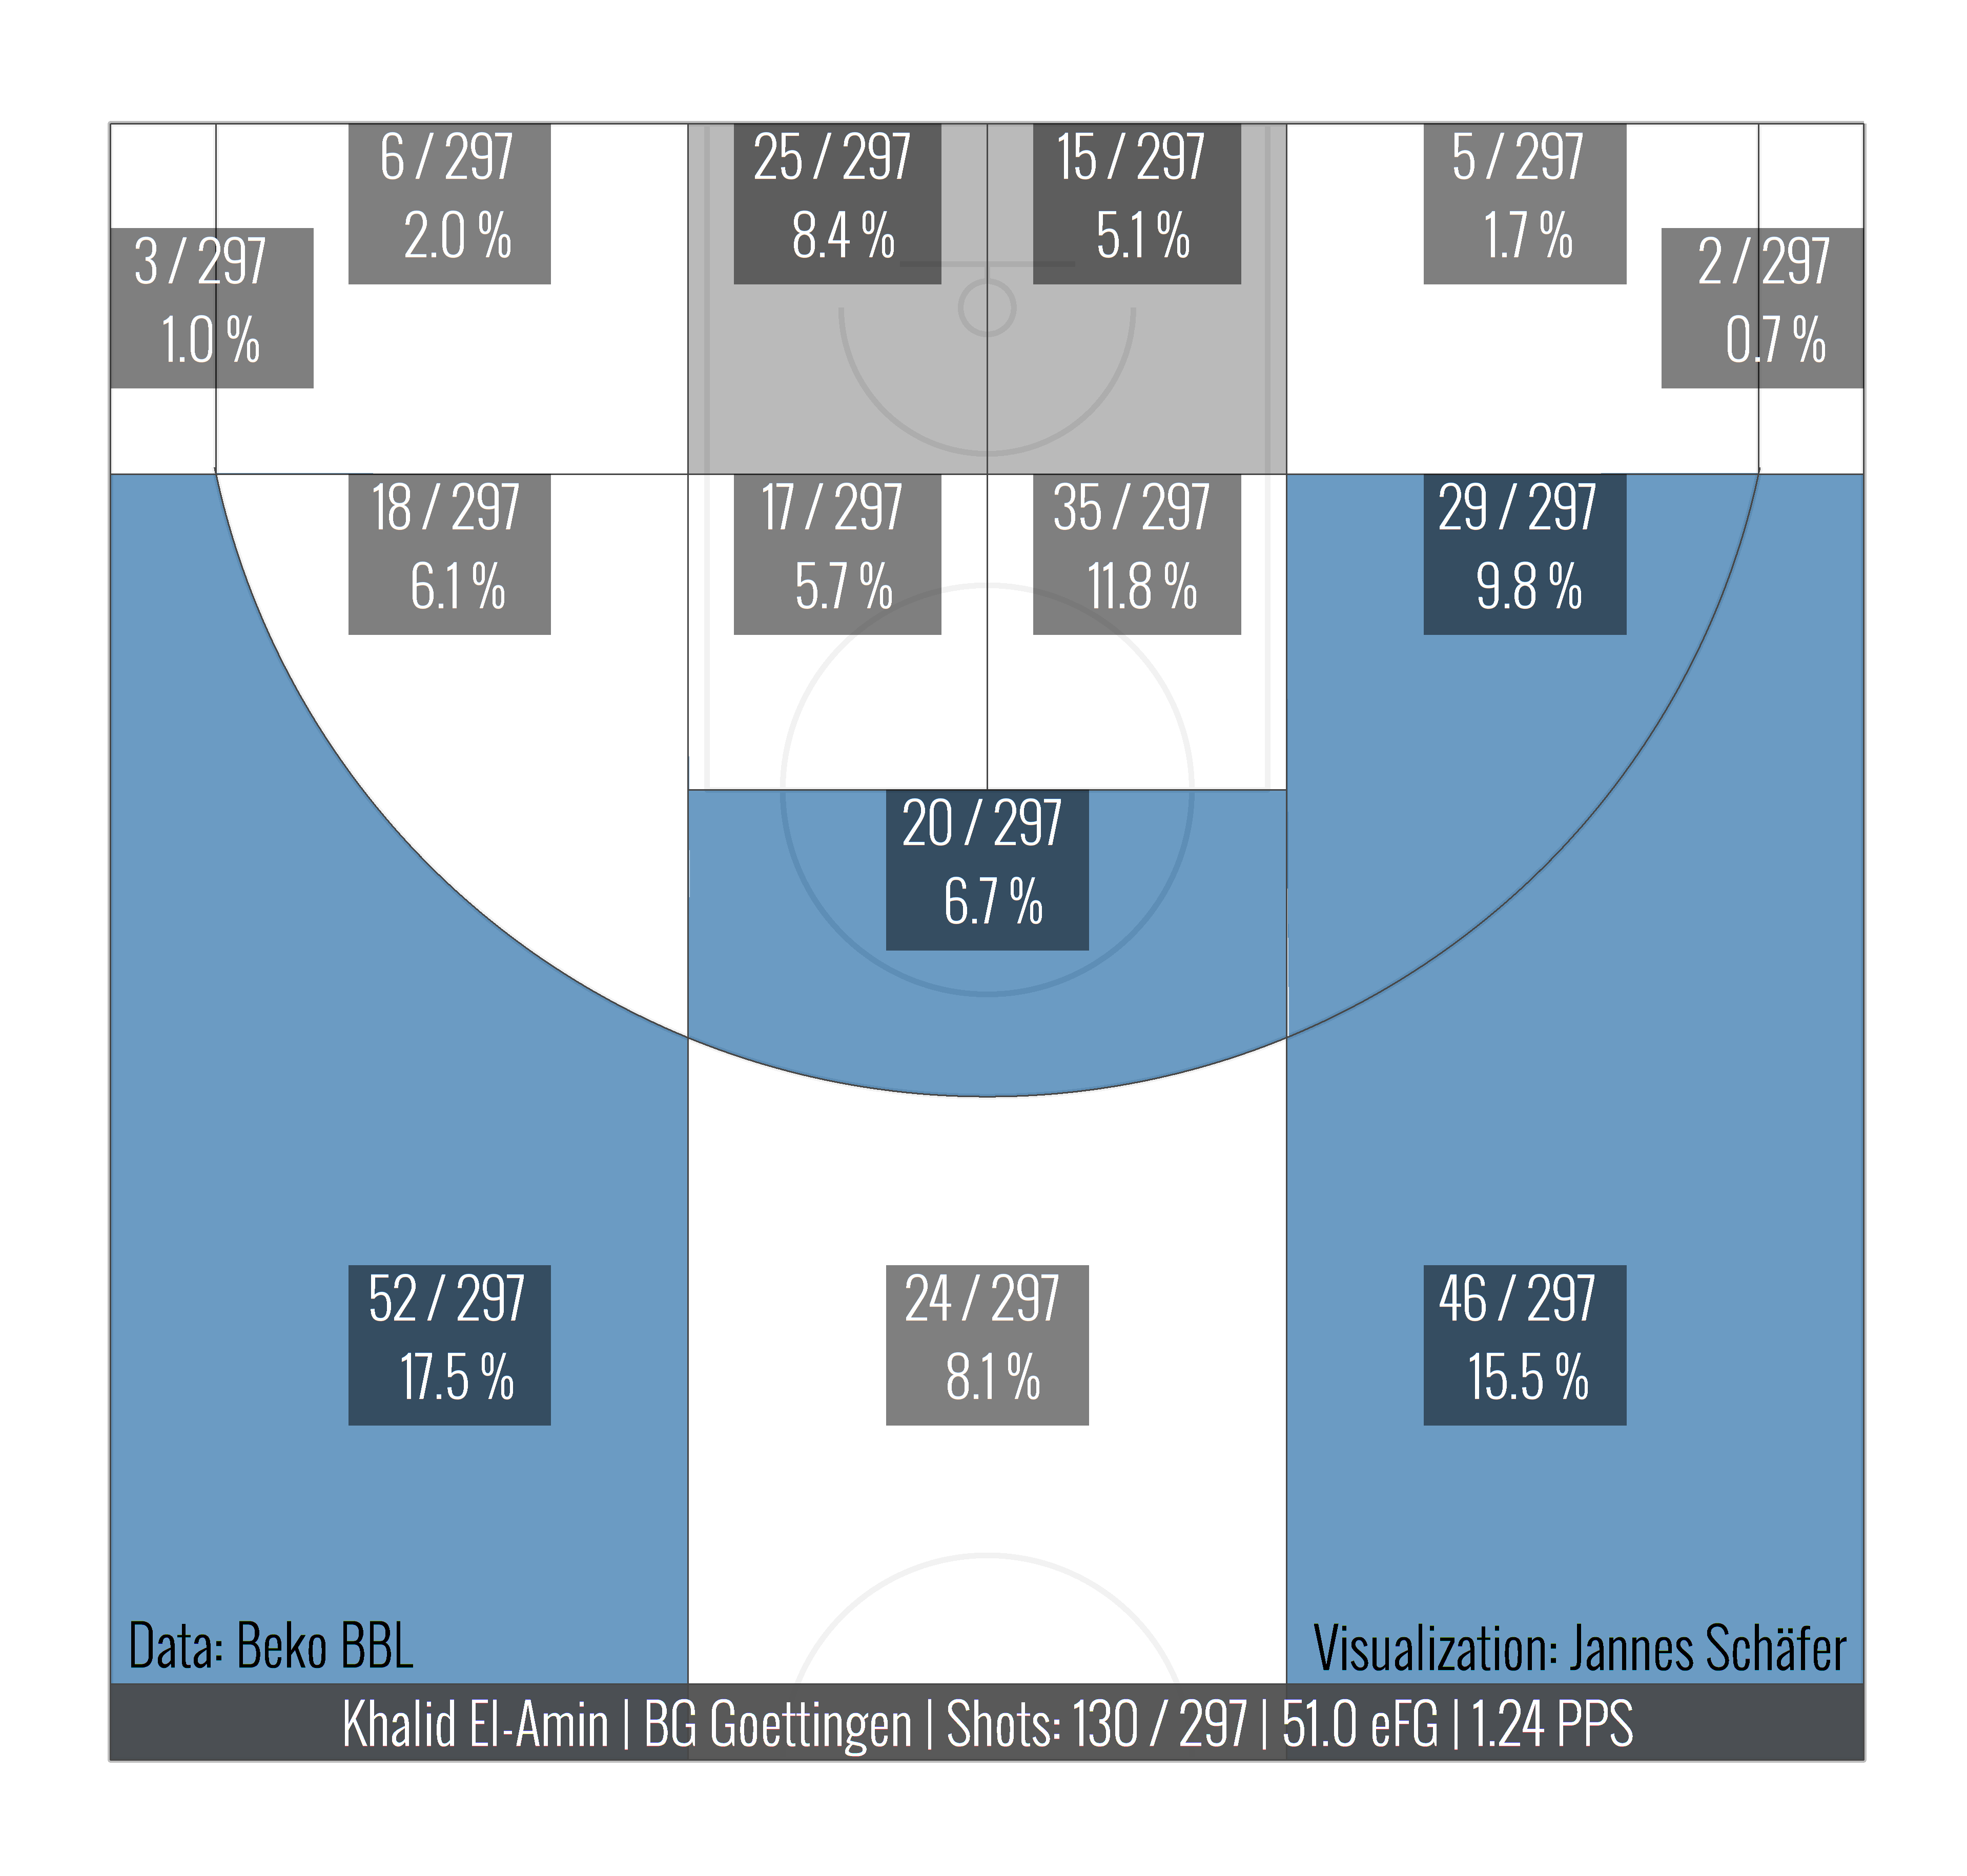 6 / 297
2.0 %
25 / 297
8.4 %
15 / 297
5.1 %
5 / 297
1.7 %
3 / 297
1.0 %
2 / 297
0.7 %
18 / 297
6.1 %
17 / 297
5.7 %
35 / 297
11.8 %
29 / 297
9.8 %
20 / 297
6.7 %
52 / 297
17.5 %
24 / 297
8.1 %
46 / 297
15.5 %
Data: Beko BBL
Visualization: Jannes Schäfer
Khalid El-Amin | BG Goettingen | Shots: 130 / 297 | 51.0 eFG | 1.24 PPS